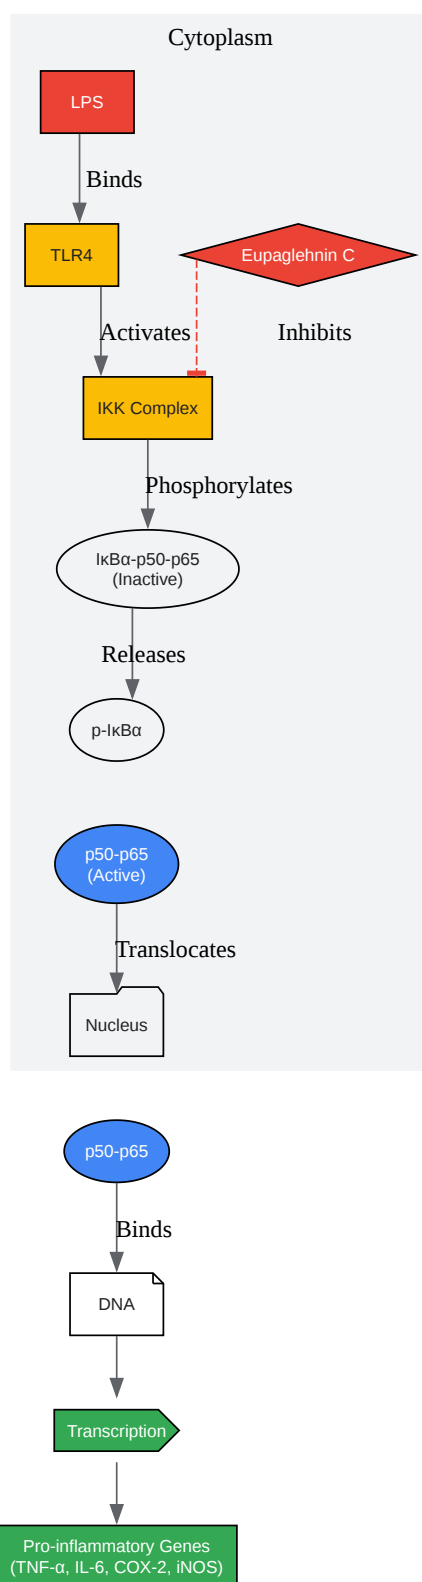 Cytoplasm
LPS
Binds
TLR4
Eupaglehnin C
Activates
Inhibits
IKK Complex
Phosphorylates
IκBα-p50-p65
(Inactive)
Releases
p-IκBα
p50-p65
(Active)
Translocates
Nucleus
p50-p65
Binds
DNA
Transcription
Pro-inflammatory Genes
(TNF-α, IL-6, COX-2, iNOS)